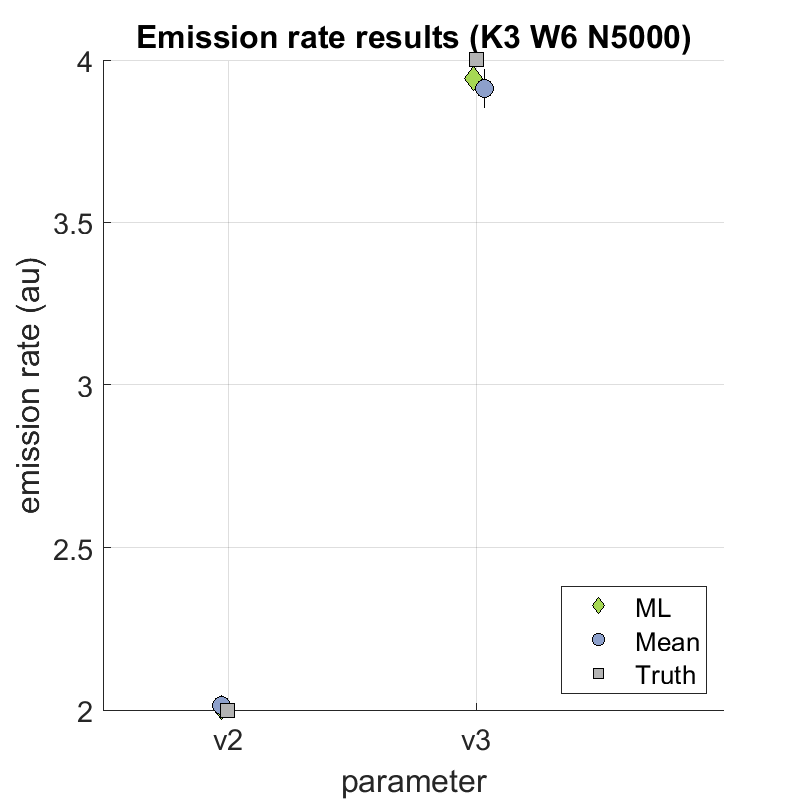 Emission rate results (K3 W6 N5000)
4
3.5
3
2.5
2
emission rate (au)
v2
v3
parameter
ML
Mean
Truth